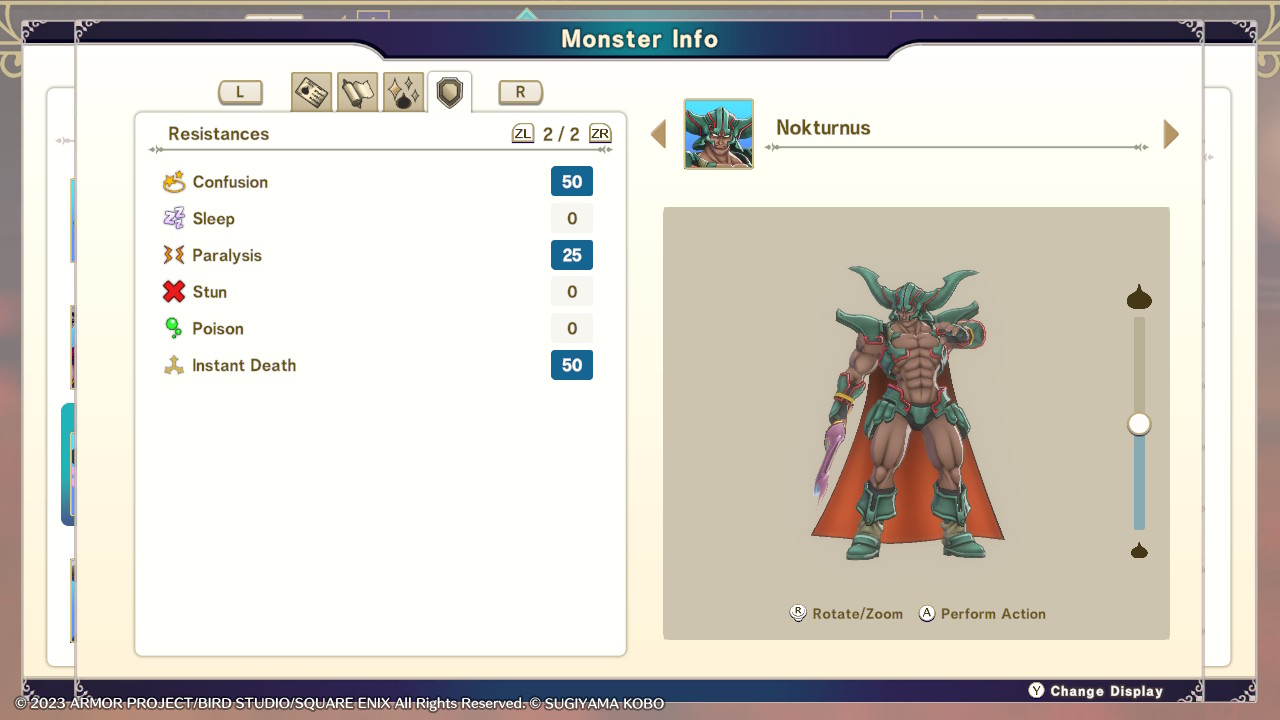 Monster Info
L
R
Resistances
ZL 2 / 2 ZR
Confusion 50
Sleep 0
Paralysis 25
Stun 0
Poison 0
Instant Death 50
Nokturnus
R Rotate/Zoom A Perform Action
Y Change Display
© 2023 ARMOR PROJECT/BIRD STUDIO/SQUARE ENIX All Rights Reserved. © SUGIYAMA KOBO